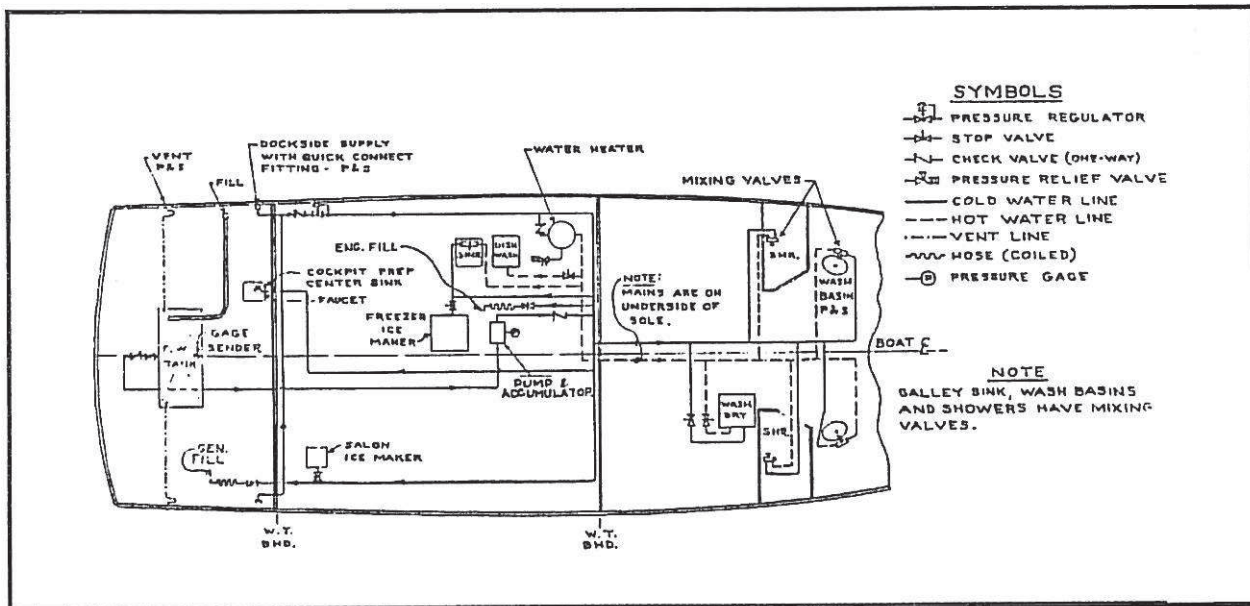 SYMBOLS
PRESSURE REGULATOR
STOP VALVE
CHECK VALVE (ONE-WAY)
PRESSURE RELIEF VALVE
COLD WATER LINE
HOT WATER LINE
VENT LINE
HOSE (COILED)
PRESSURE GAGE
VENT
P&S
FILL
DOCKSIDE SUPPLY
WITH QUICK CONNECT
FITTING - P&S
WATER HEATER
MIXING VALVES
ENG. FILL
SINK
DISH
WASH
SHR.
WASH
BASIN
P&S
COCKPIT PREP
CENTER SINK
FAUCET
NOTE:
MAINS ARE ON
UNDERSIDE OF
SOLE.
FREEZER
ICE
MAKER
GAGE
SENDER
F.W.
TANK
PUMP &
ACCUMULATOR
BOAT
NOTE
GALLEY SINK, WASH BASINS
AND SHOWERS HAVE MIXING
VALVES.
WASH
DRY
SHR
GEN.
FILL
SALON
ICE MAKER
W.T.
BHD.
W.T.
BHD.